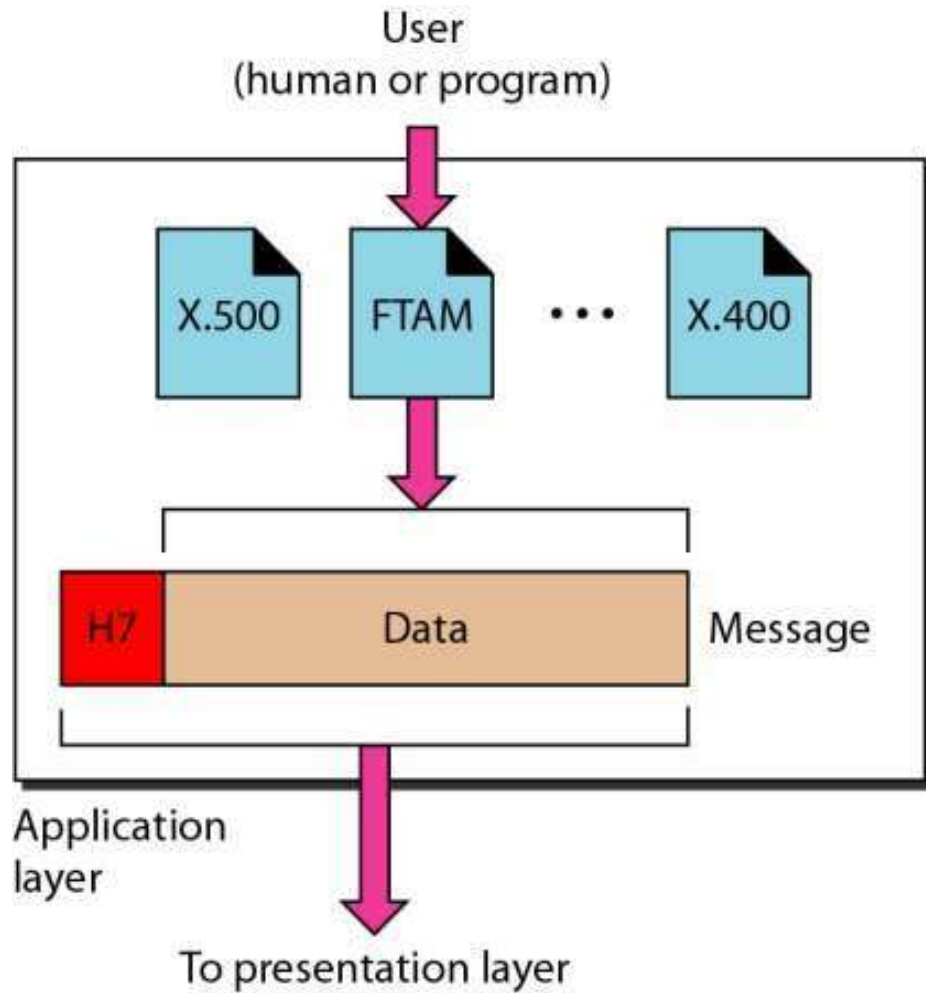 User
(human or program)
X.500
FTAM
...
X.400
H7
Data
Message
Application
layer
To presentation layer